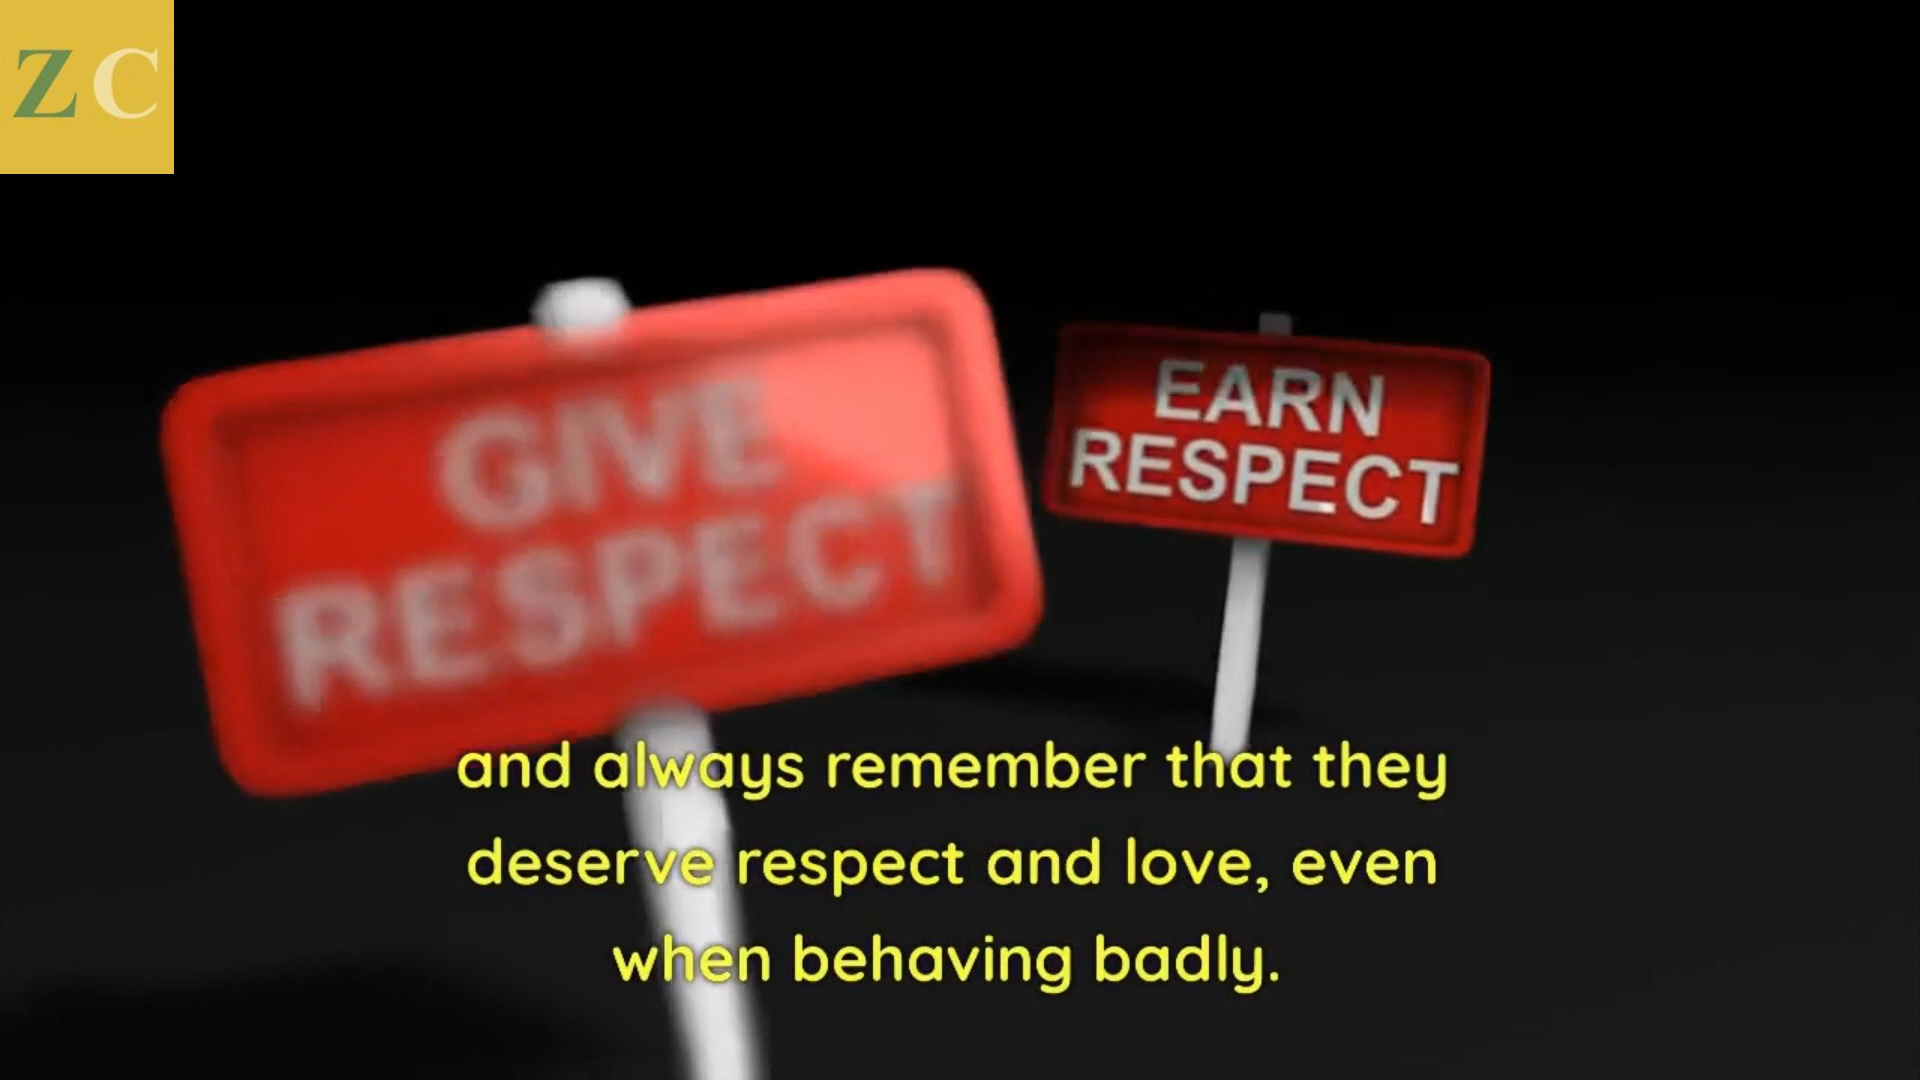 ZC
GIVE
RESPECT
EARN
RESPECT
and always remember that they
deserve respect and love, even
when behaving badly.